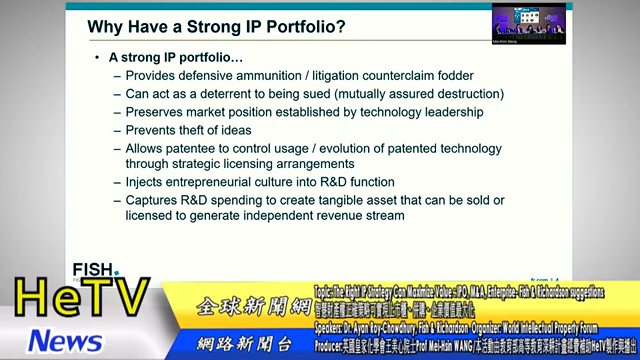 Why Have a Strong IP Portfolio?
• A strong IP portfolio…
– Provides defensive ammunition / litigation counterclaim fodder
– Can act as a deterrent to being sued (mutually assured destruction)
– Preserves market position established by technology leadership
– Prevents theft of ideas
– Allows patentee to control usage / evolution of patented technology
through strategic licensing arrangements
– Injects entrepreneurial culture into R&D function
– Captures R&D spending to create tangible asset that can be sold or
licensed to generate independent revenue stream
FISH.
HeTV
News
全球新聞網
網路新聞台
Topic: The Right IP Strategy Can Maximize Value - IPO, M&A, Enterprise- Fish & Richardson suggestions
Speakers: Dr. Ayan Roy-Chowdhury, Fish & Richardson Organizer: World Intellectual Property Forum